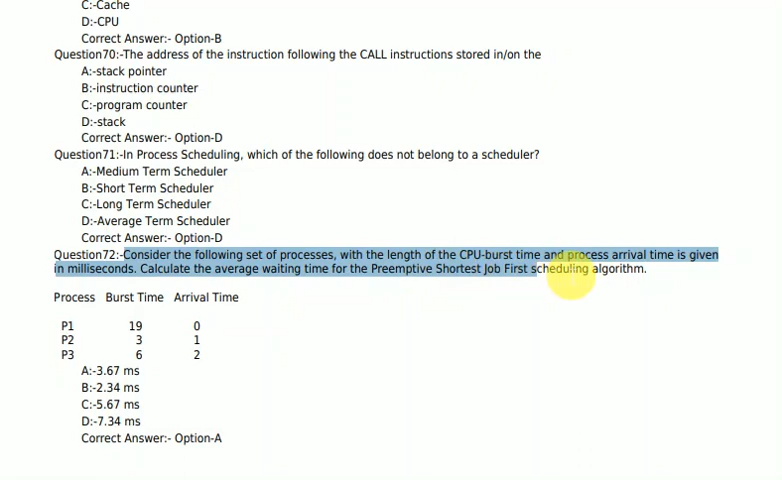 C:-Cache
D:-CPU
Correct Answer:- Option-B
Question70:-The address of the instruction following the CALL instructions stored in/on the
A:-stack pointer
B:-instruction counter
C:-program counter
D:-stack
Correct Answer:- Option-D
Question71:-In Process Scheduling, which of the following does not belong to a scheduler?
A:-Medium Term Scheduler
B:-Short Term Scheduler
C:-Long Term Scheduler
D:-Average Term Scheduler
Correct Answer:- Option-D
Question72:-Consider the following set of processes, with the length of the CPU-burst time and process arrival time is given
in milliseconds. Calculate the average waiting time for the Preemptive Shortest Job First scheduling algorithm.
Process Burst Time Arrival Time
P1 19 0
P2 3 1
P3 6 2
A:-3.67 ms
B:-2.34 ms
C:-5.67 ms
D:-7.34 ms
Correct Answer:- Option-A